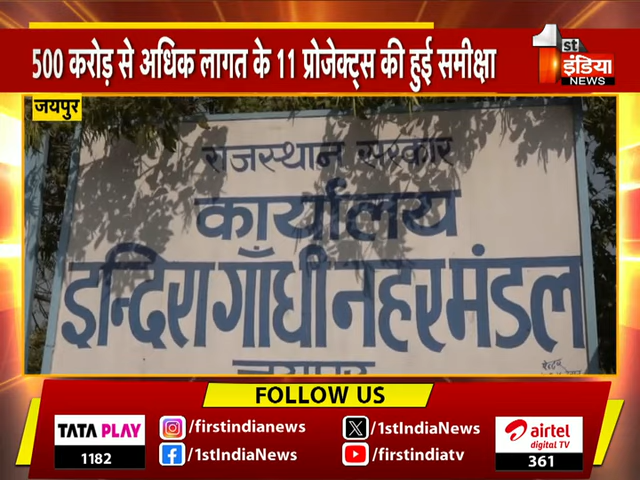 500 करोड़ से अधिक लागत के 11 प्रोजेक्ट्स की हुई समीक्षा
1st
इंडिया
NEWS
जयपुर
राजस्थान सरकार
कार्यालय
इन्दिरा गाँधी नहर मंडल
जयपुर
FOLLOW US
TATA PLAY
1182
/firstindianews
/1stIndiaNews
/1stIndiaNews
/firstindiatv
airtel
digital TV
361